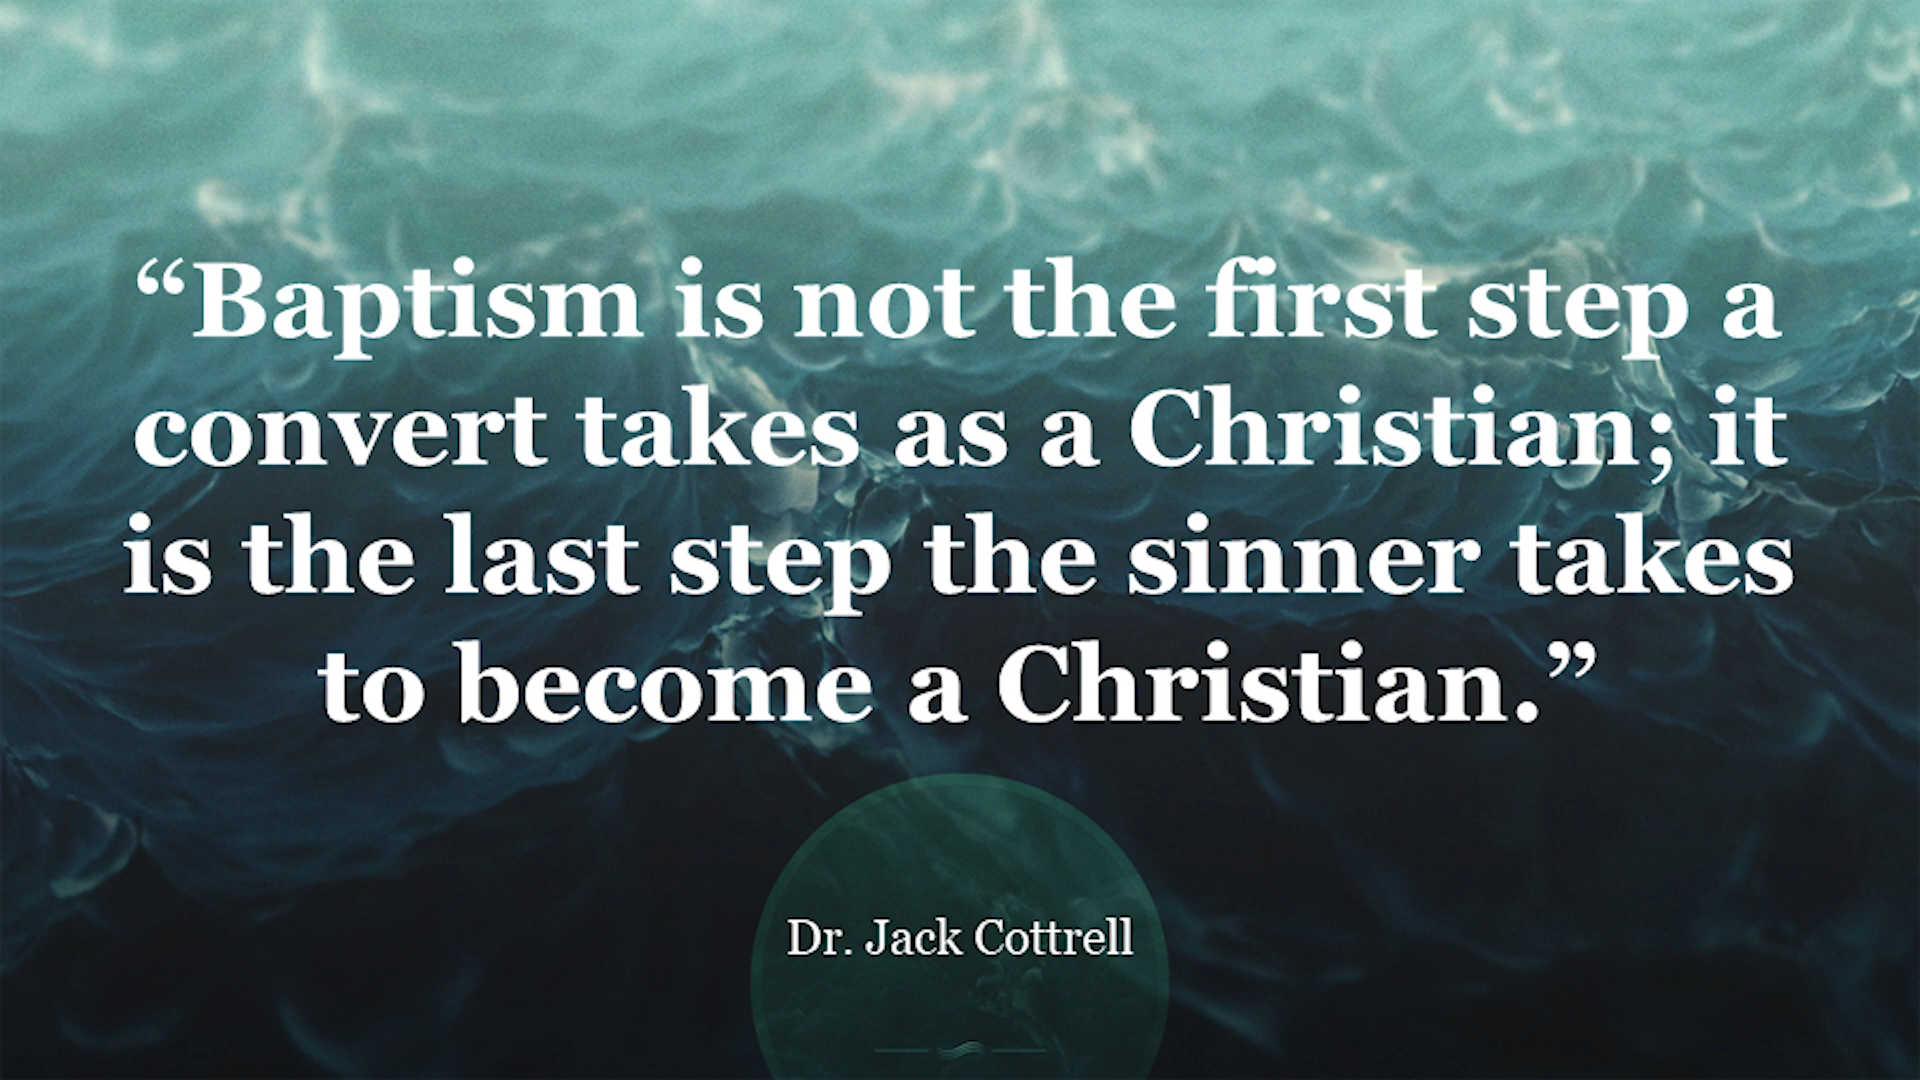 “Baptism is not the first step a
convert takes as a Christian; it
is the last step the sinner takes
to become a Christian.”
Dr. Jack Cottrell